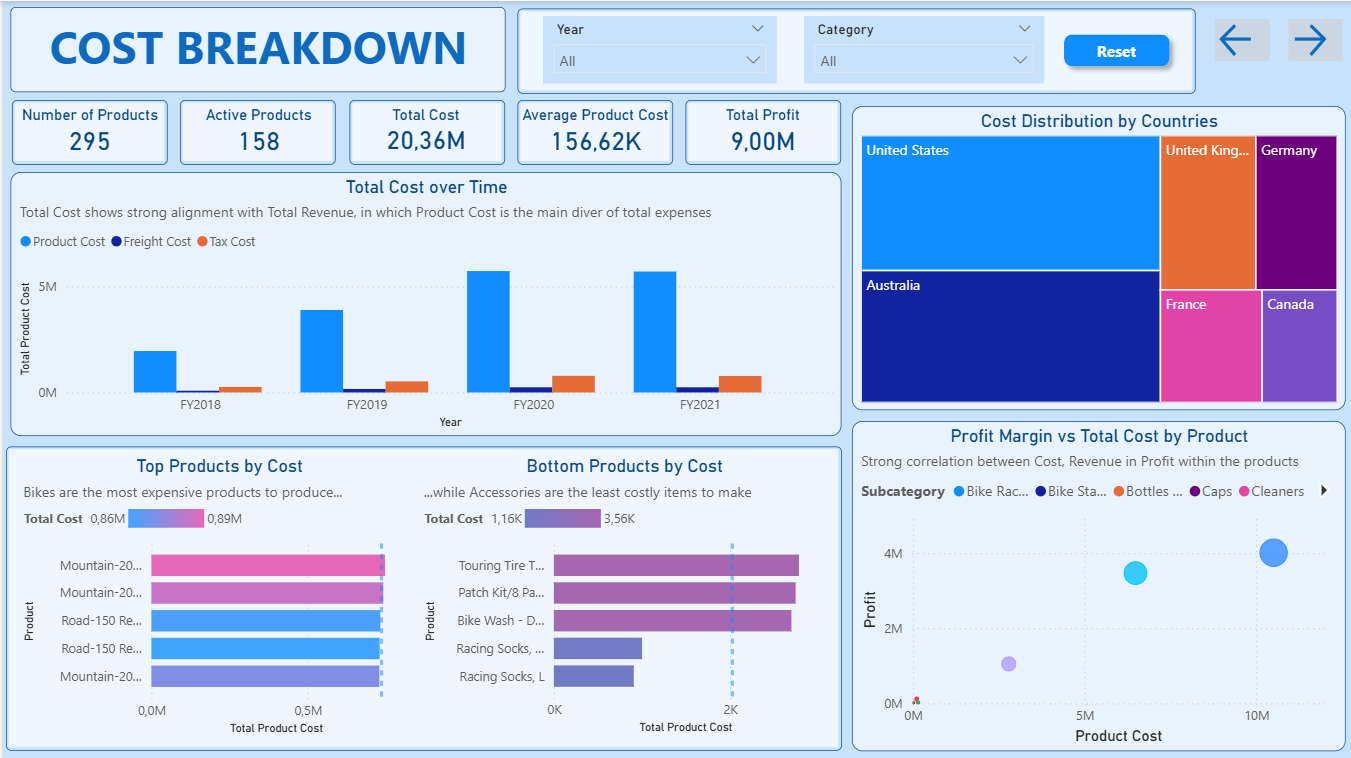 COST BREAKDOWN
Year
All
Category
All
Reset
Number of Products
295
Active Products
158
Total Cost
20,36M
Average Product Cost
156,62K
Total Profit
9,00M
Total Cost over Time
Total Cost shows strong alignment with Total Revenue, in which Product Cost is the main diver of total expenses
Product Cost Freight Cost Tax Cost
Total Product Cost
5M
0M
FY2018 FY2019 FY2020 FY2021
Year
Cost Distribution by Countries
United States
Australia
United King...
Germany
France
Canada
Top Products by Cost
Bikes are the most expensive products to produce...
Total Cost 0,86M 0,89M
Product
Mountain-20...
Mountain-20...
Road-150 Re...
Road-150 Re...
Mountain-20...
0,0M 0,5M
Total Product Cost
Bottom Products by Cost
...while Accessories are the least costly items to make
Total Cost 1,16K 3,56K
Product
Touring Tire T...
Patch Kit/8 Pa...
Bike Wash - D...
Racing Socks, ...
Racing Socks, L
0K 2K
Total Product Cost
Profit Margin vs Total Cost by Product
Strong correlation between Cost, Revenue in Profit within the products
Subcategory Bike Rac... Bike Sta... Bottles ... Caps Cleaners
Profit
4M
2M
0M
0M 5M 10M
Product Cost